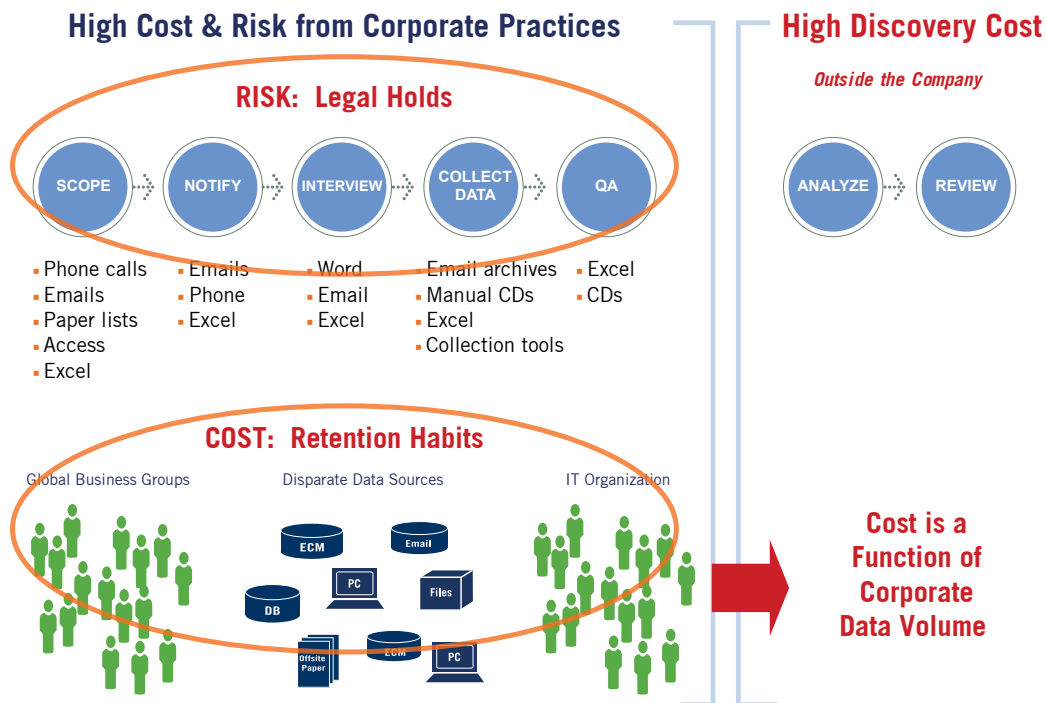 High Cost & Risk from Corporate Practices
High Discovery Cost
Outside the Company
RISK: Legal Holds
SCOPE
NOTIFY
INTERVIEW
COLLECT
DATA
QA
ANALYZE
REVIEW
▪ Phone calls
▪ Emails
▪ Paper lists
▪ Access
▪ Excel
▪ Emails
▪ Phone
▪ Excel
▪ Word
▪ Email
▪ Excel
▪ Email archives
▪ Manual CDs
▪ Excel
▪ Collection tools
▪ Excel
▪ CDs
COST: Retention Habits
Global Business Groups
Disparate Data Sources
IT Organization
ECM
Email
PC
Files
DB
Offsite
Paper
ECM
PC
Cost is a
Function of
Corporate
Data Volume